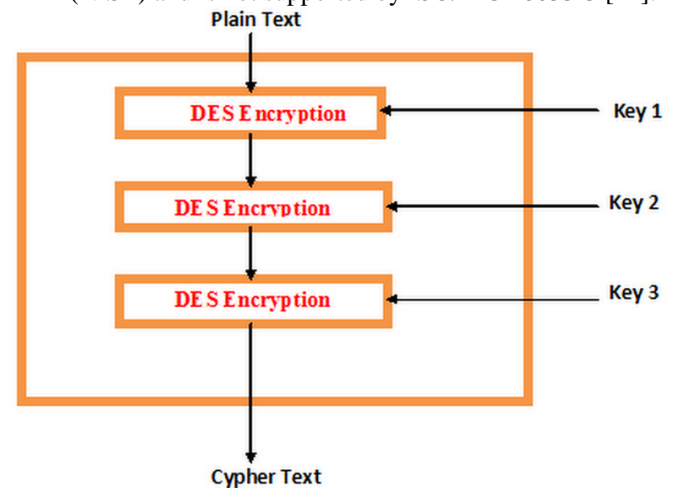 Plain Text
DES Encryption
Key 1
DES Encryption
Key 2
DES Encryption
Key 3
Cypher Text